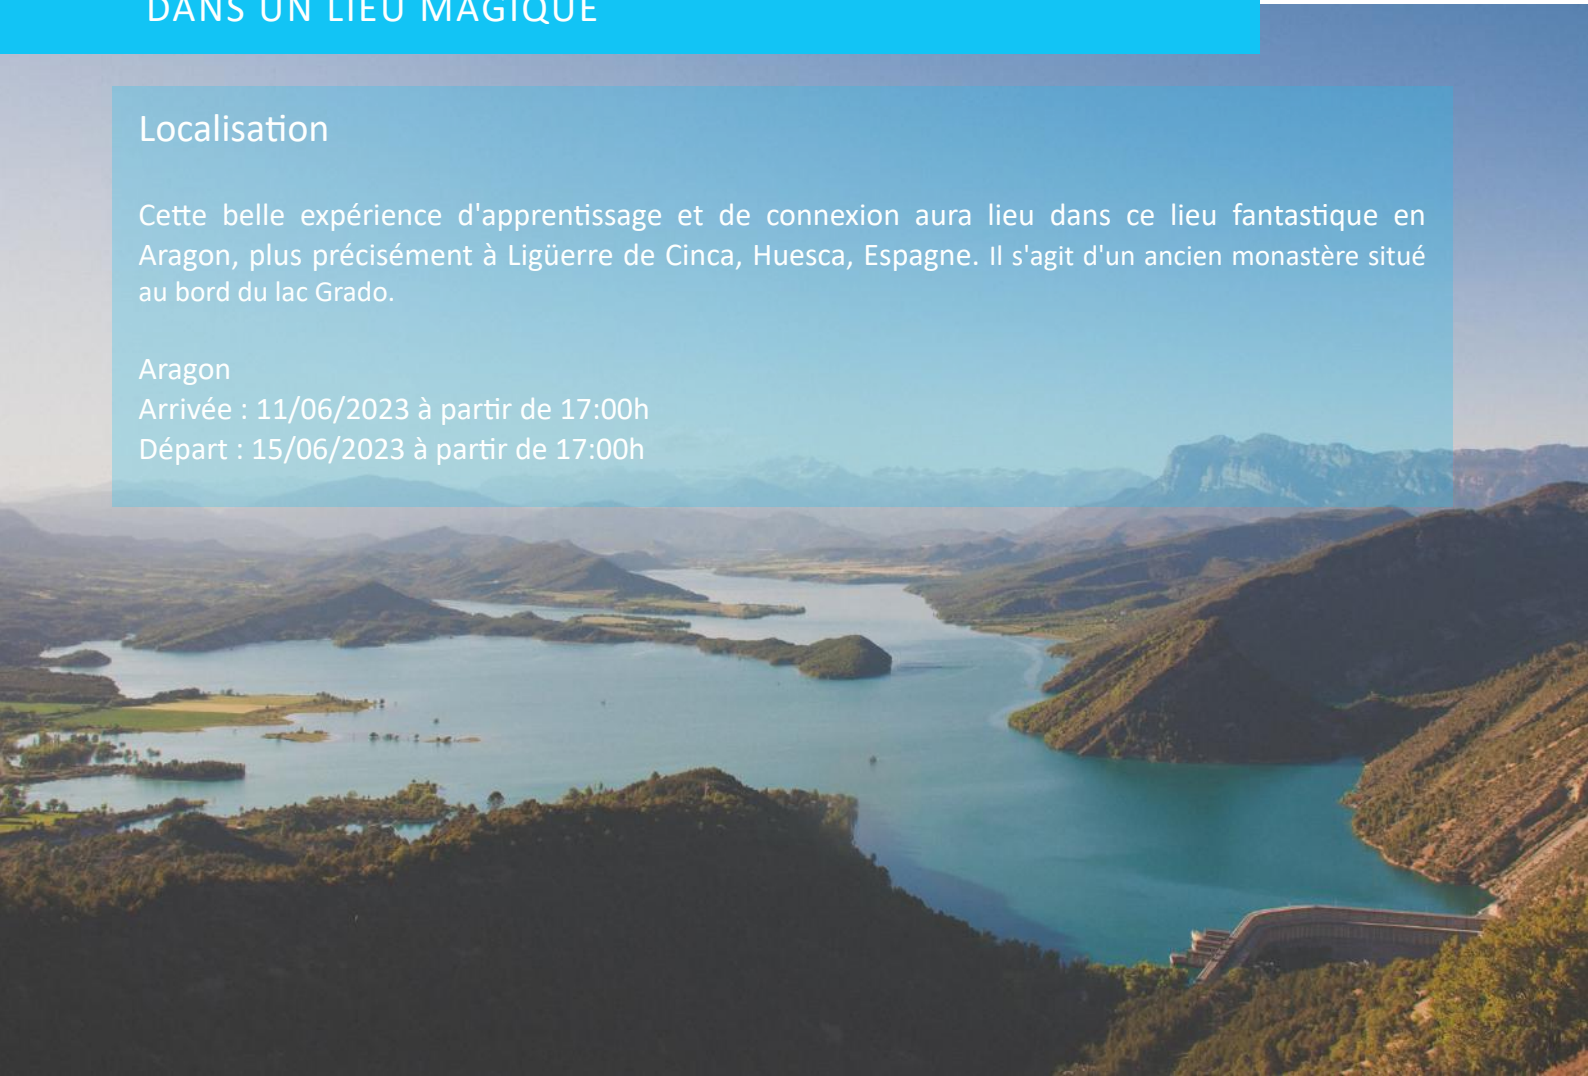 DANS UN LIEU MAGIQUE
Localisation
Cette belle expérience d'apprentissage et de connexion aura lieu dans ce lieu fantastique en
Aragon, plus précisément à Ligüerre de Cinca, Huesca, Espagne. Il s'agit d'un ancien monastère situé
au bord du lac Grado.
Aragon
Arrivée : 11/06/2023 à partir de 17:00h
Départ : 15/06/2023 à partir de 17:00h